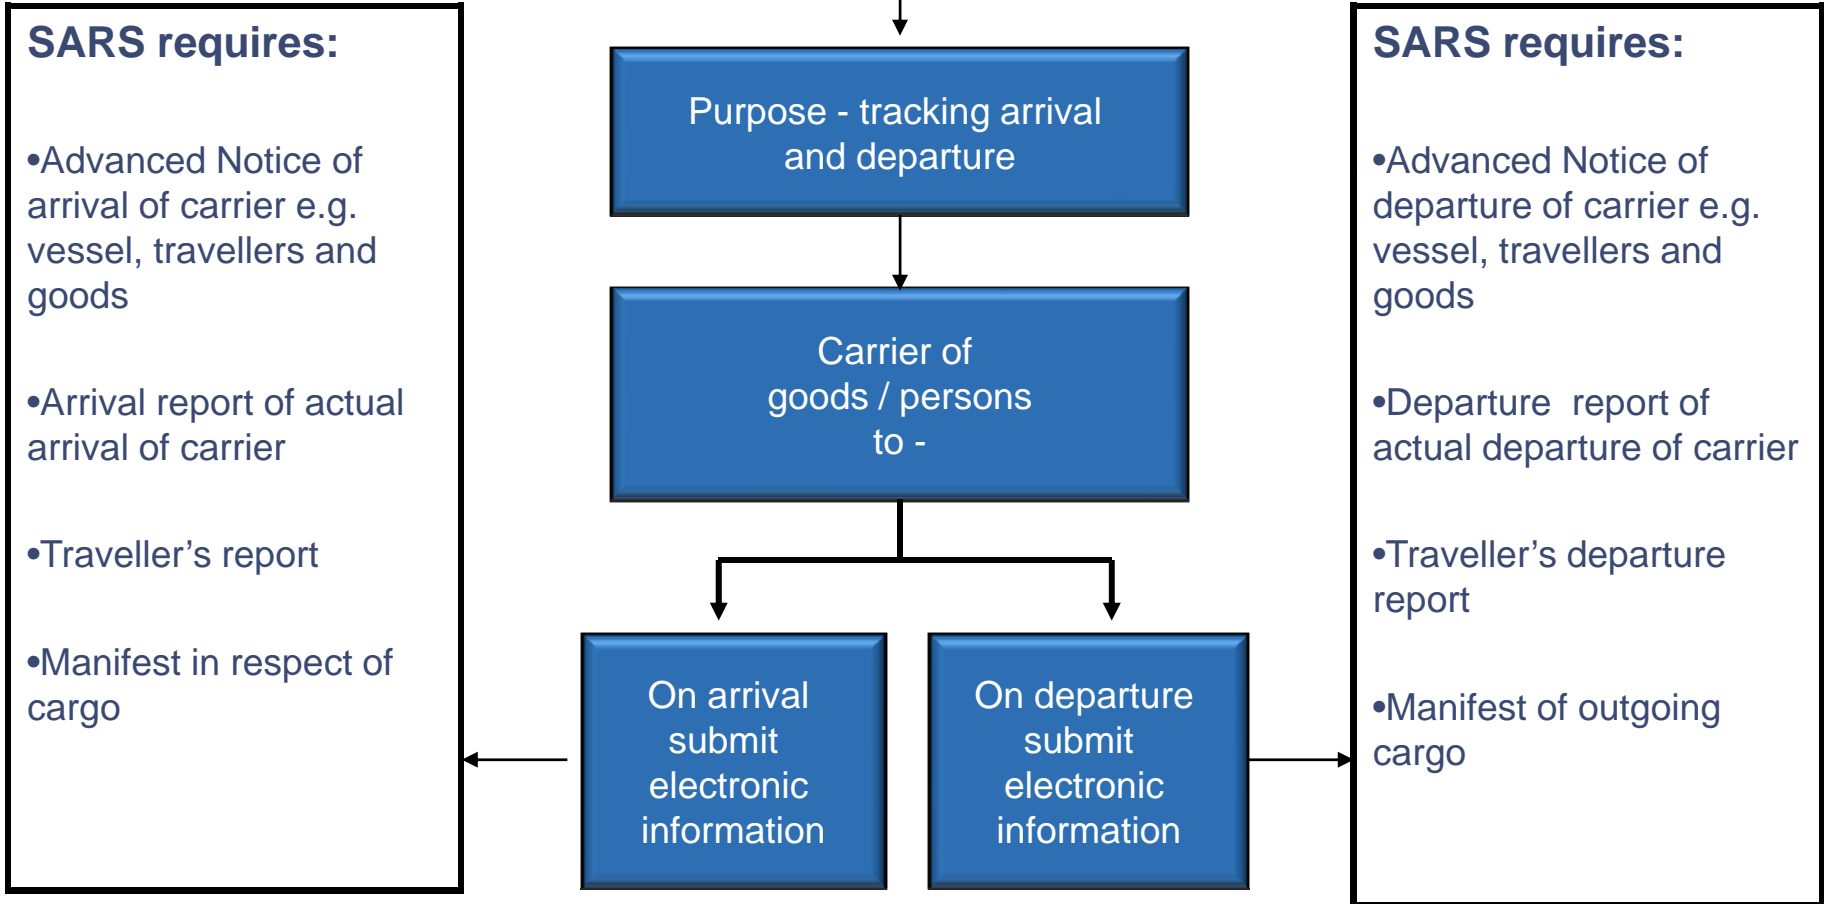 SARS requires:
•Advanced Notice of
arrival of carrier e.g.
vessel, travellers and
goods
•Arrival report of actual
arrival of carrier
•Traveller’s report
•Manifest in respect of
cargo
Purpose - tracking arrival
and departure
Carrier of
goods / persons
to -
On arrival
submit
electronic
information
On departure
submit
electronic
information
SARS requires:
•Advanced Notice of
departure of carrier e.g.
vessel, travellers and
goods
•Departure  report of
actual departure of carrier
•Traveller’s departure
report
•Manifest of outgoing
cargo